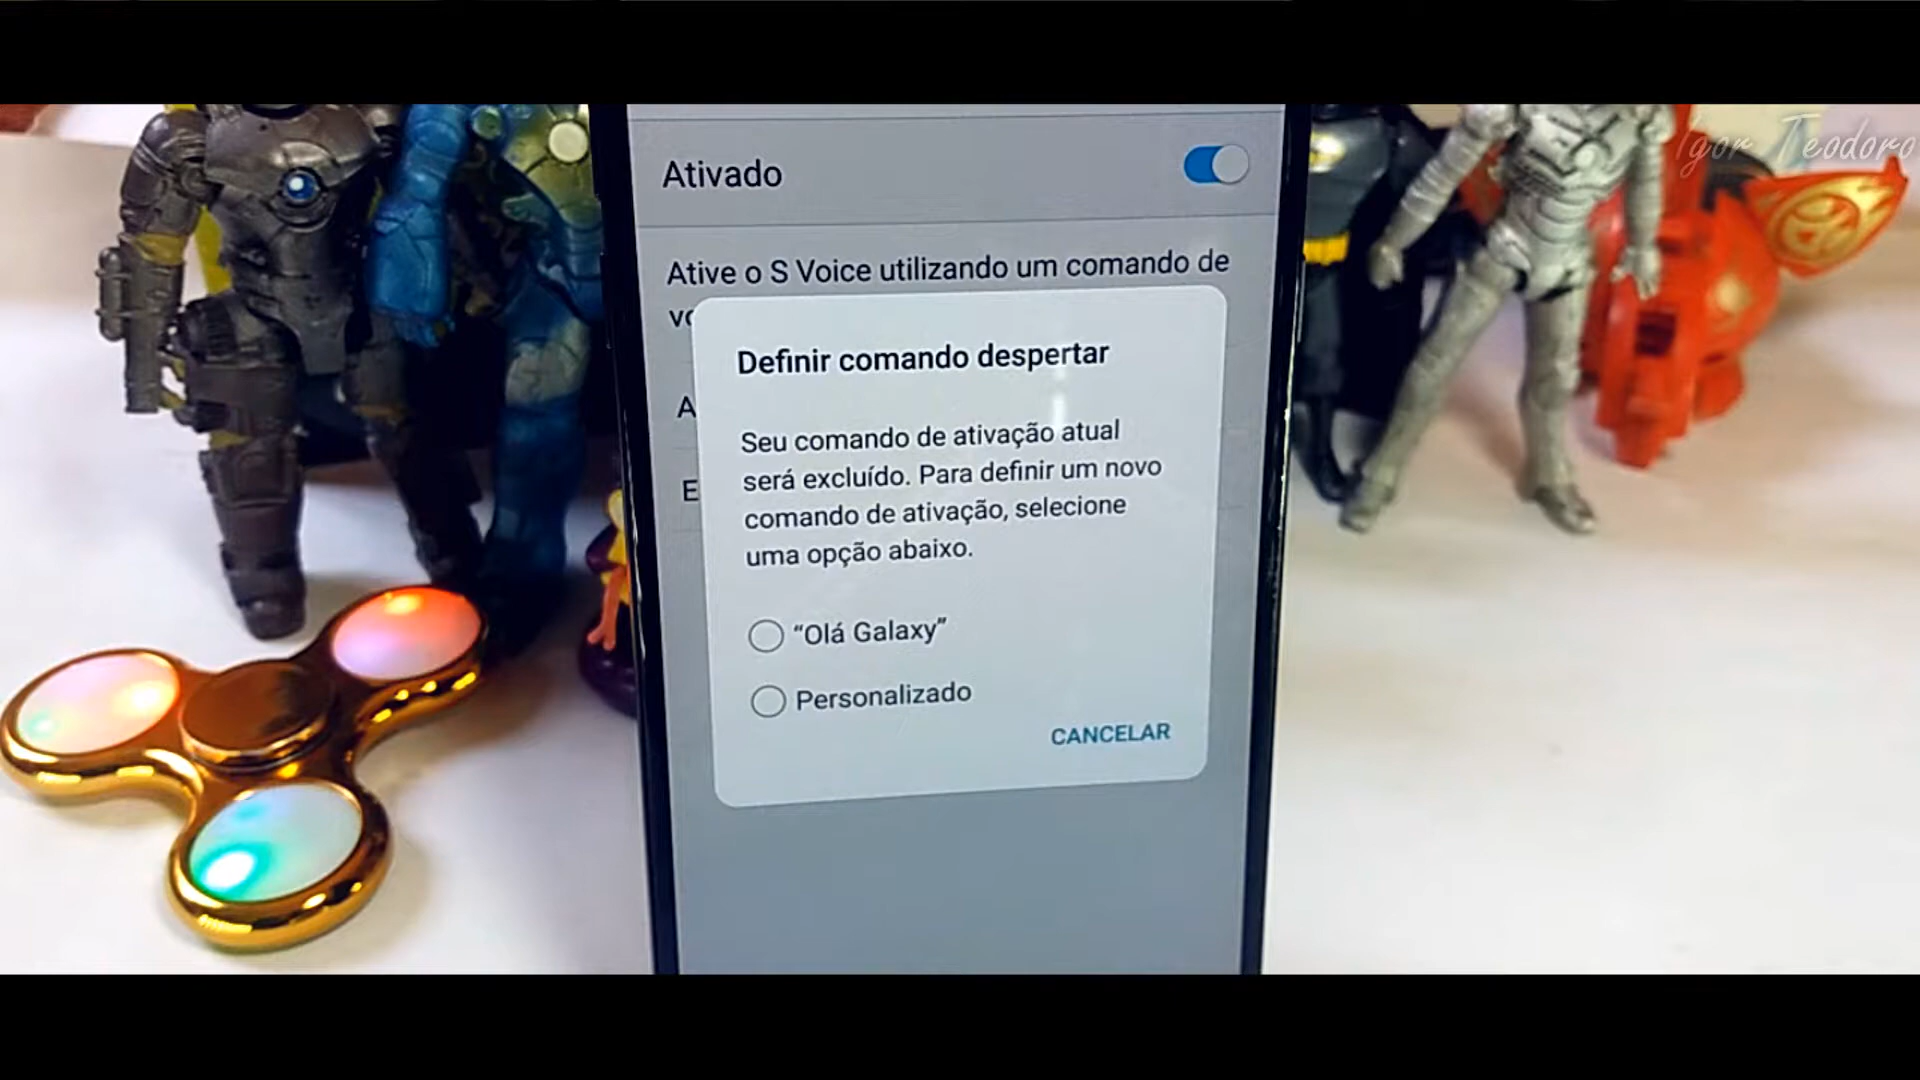 Igor Teodoro
Ativado
Ative o S Voice utilizando um comando de
Definir comando despertar
Seu comando de ativação atual
será excluído. Para definir um novo
comando de ativação, selecione
uma opção abaixo.
“Olá Galaxy”
Personalizado
CANCELAR